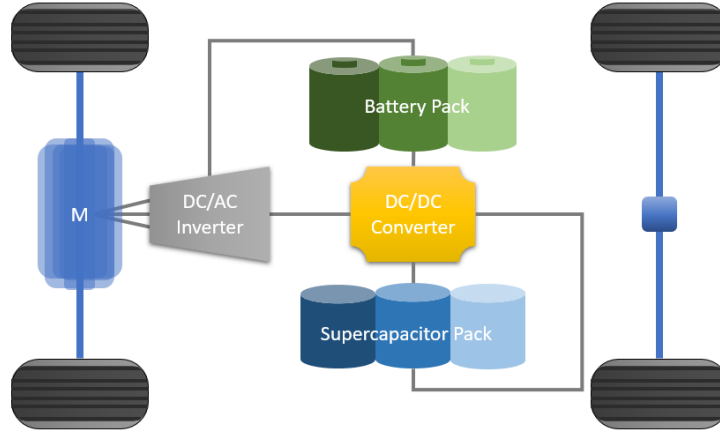 Battery Pack
M
DC/AC
Inverter
DC/DC
Converter
Supercapacitor Pack